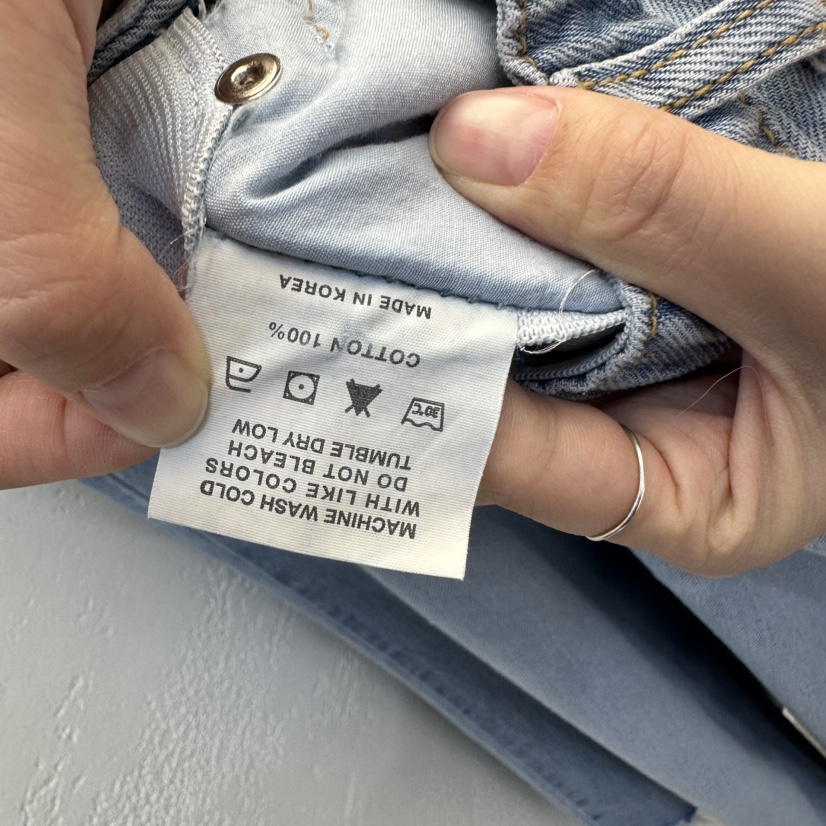 MACHINE WASH COLD
WITH LIKE COLORS
DO NOT BLEACH
TUMBLE DRY LOW
30℃
COTTON 100%
MADE IN KOREA